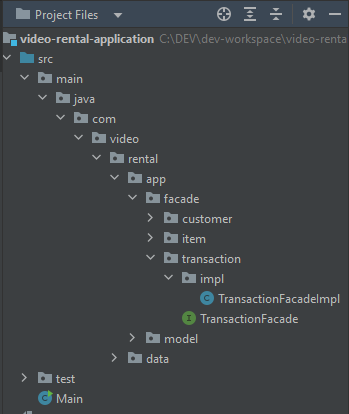 Project Files
video-rental-application C:\DEV\dev-workspace\video-renta
src
main
java
com
video
rental
app
facade
customer
item
transaction
impl
TransactionFacadeImpl
TransactionFacade
model
data
test
Main